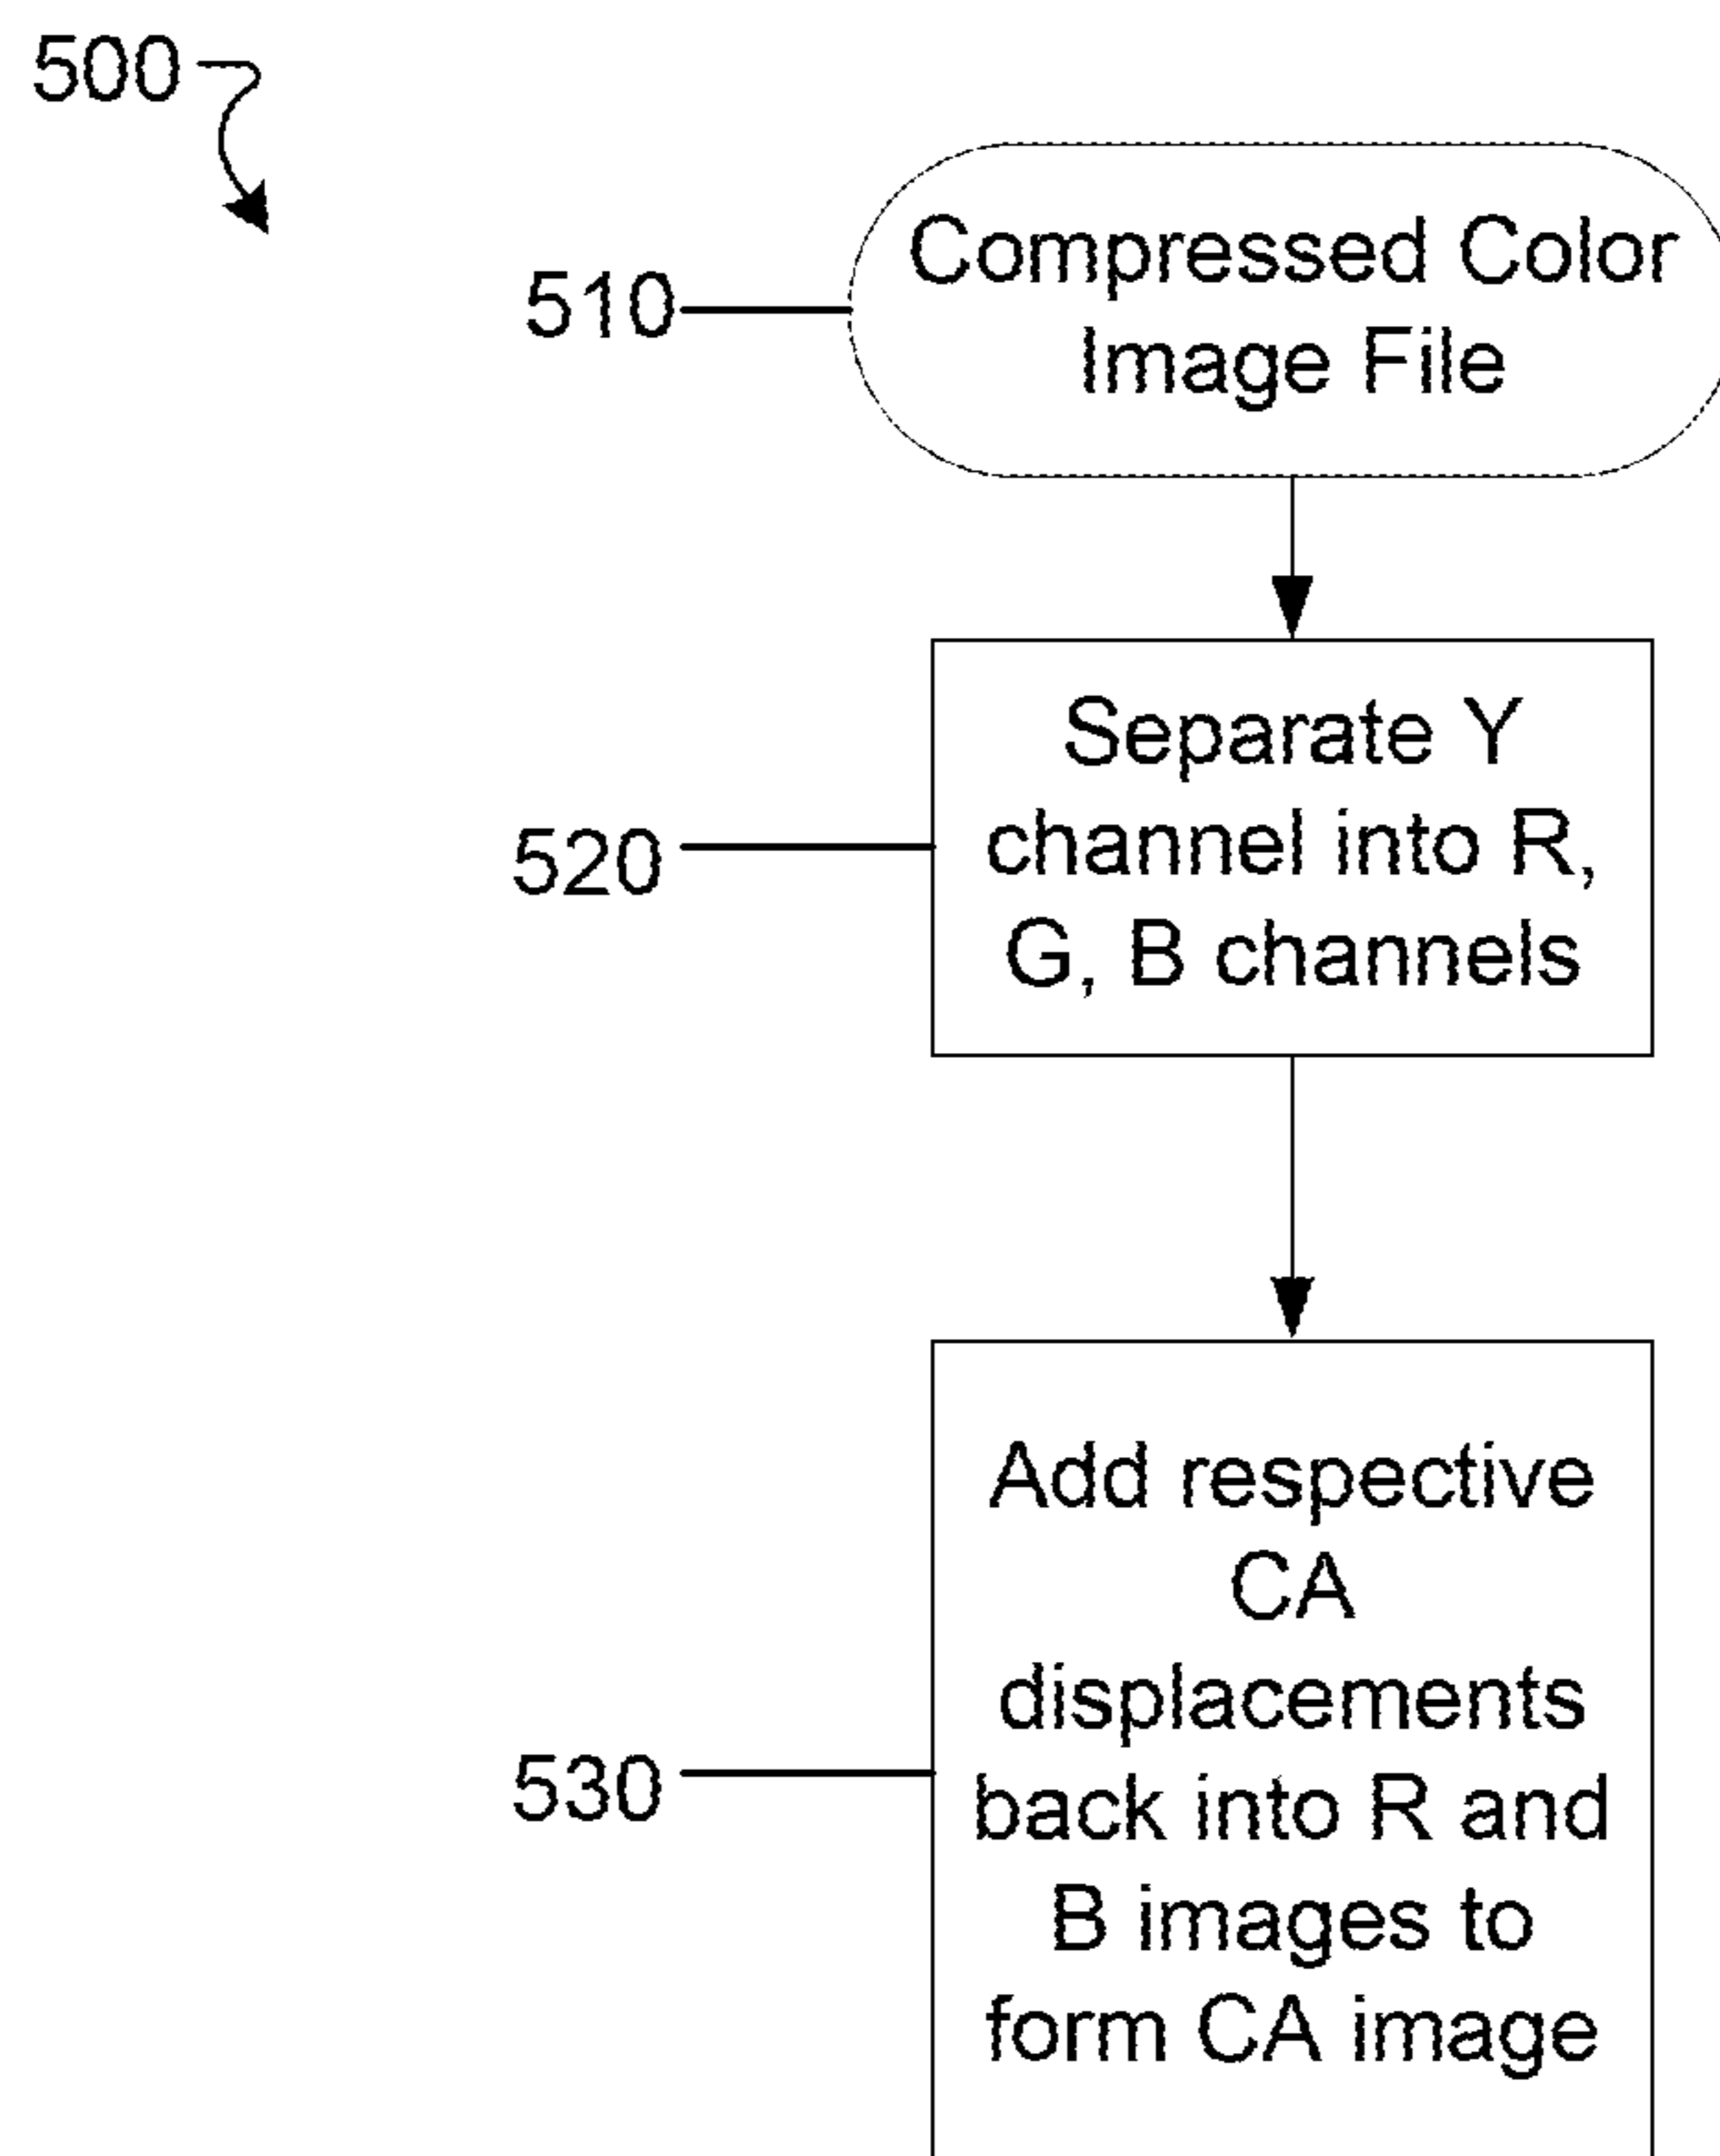 500
510
Compressed Color
Image File
520
Separate Y
channel into R,
G, B channels
530
Add respective
CA
displacements
back into R and
B images to
form CA image